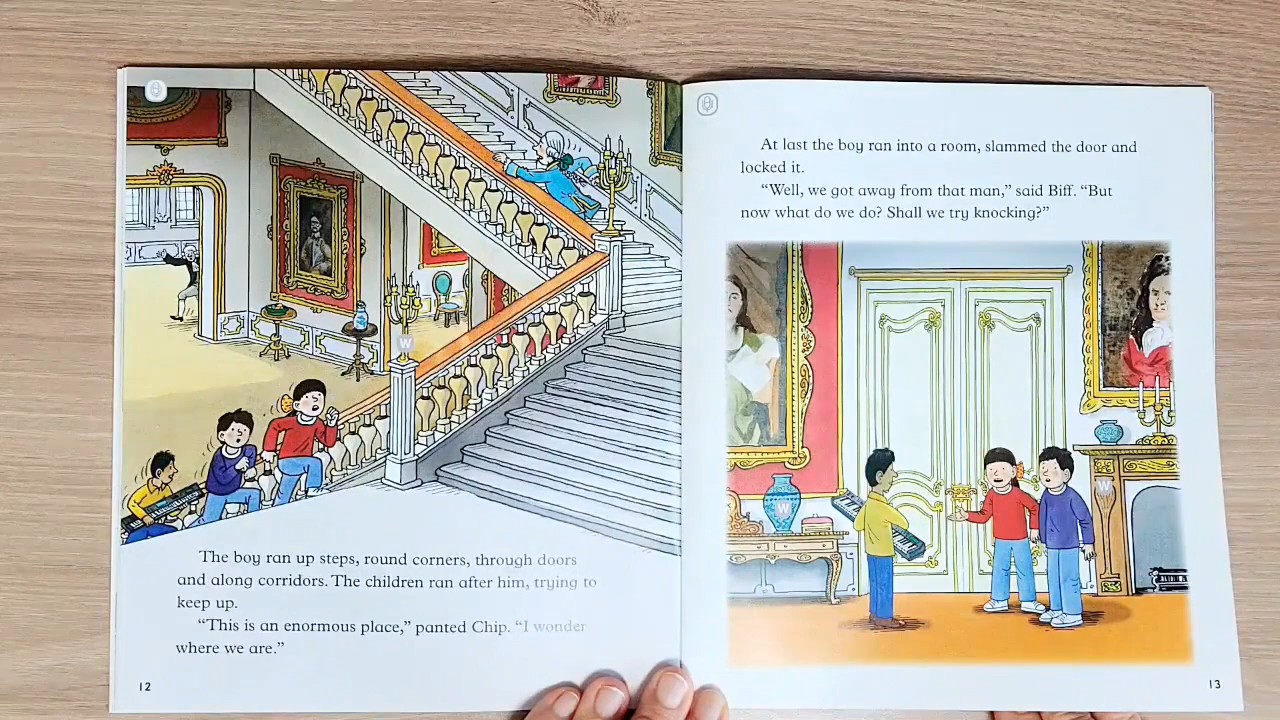 The boy ran up steps, round corners, through doors
and along corridors. The children ran after him, trying to
keep up.
“This is an enormous place,” panted Chip. “I wonder
where we are.”
12
At last the boy ran into a room, slammed the door and
locked it.
“Well, we got away from that man,” said Biff. “But
now what do we do? Shall we try knocking?”
W
W
W
13